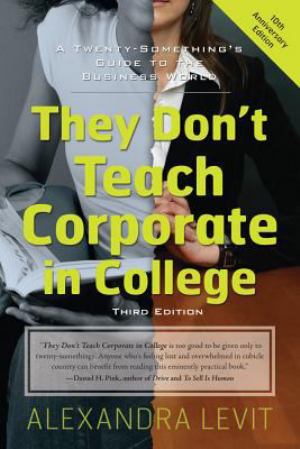 10th
Anniversary
Edition
A Twenty-Something's
Guide to the
Business World
They Don't
Teach
Corporate
in College
Third Edition
"They Don't Teach Corporate in College is too good to be given only to
twenty-somethings. Anyone who's feeling lost and overwhelmed in cubicle
country can benefit from reading this eminently practical book."
—Daniel H. Pink, author of Drive and To Sell Is Human
ALEXANDRA LEVIT